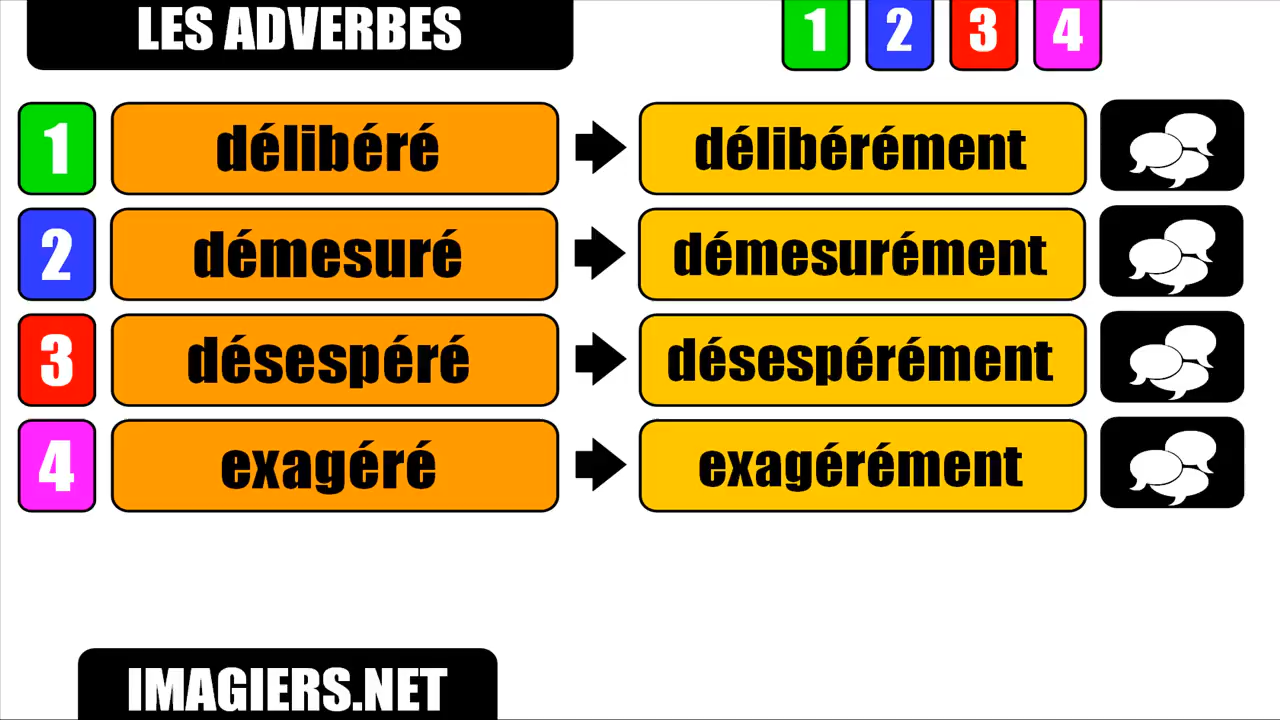 LES ADVERBES
1 2 3 4
1 délibéré délibérément
2 démesuré démesurément
3 désespéré désespérément
4 exagéré exagérément
IMAGIERS.NET